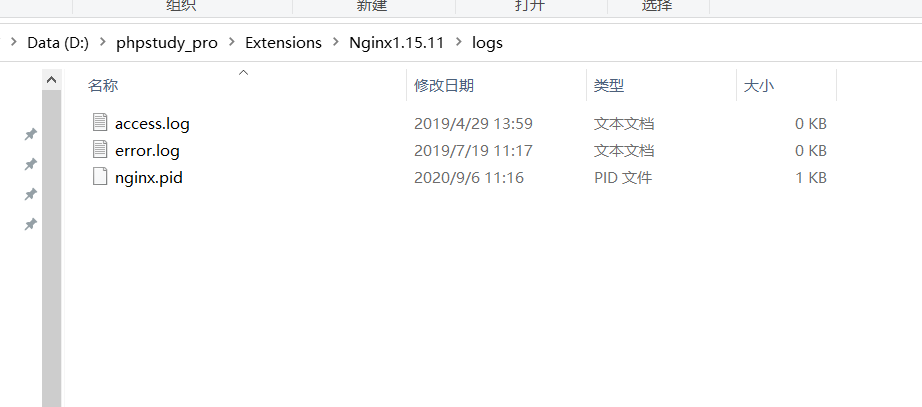 组织 新建 打开 选择
Data (D:) phpstudy_pro Extensions Nginx1.15.11 logs
名称 修改日期 类型 大小
access.log 2019/4/29 13:59 文本文档 0 KB
error.log 2019/7/19 11:17 文本文档 0 KB
nginx.pid 2020/9/6 11:16 PID 文件 1 KB